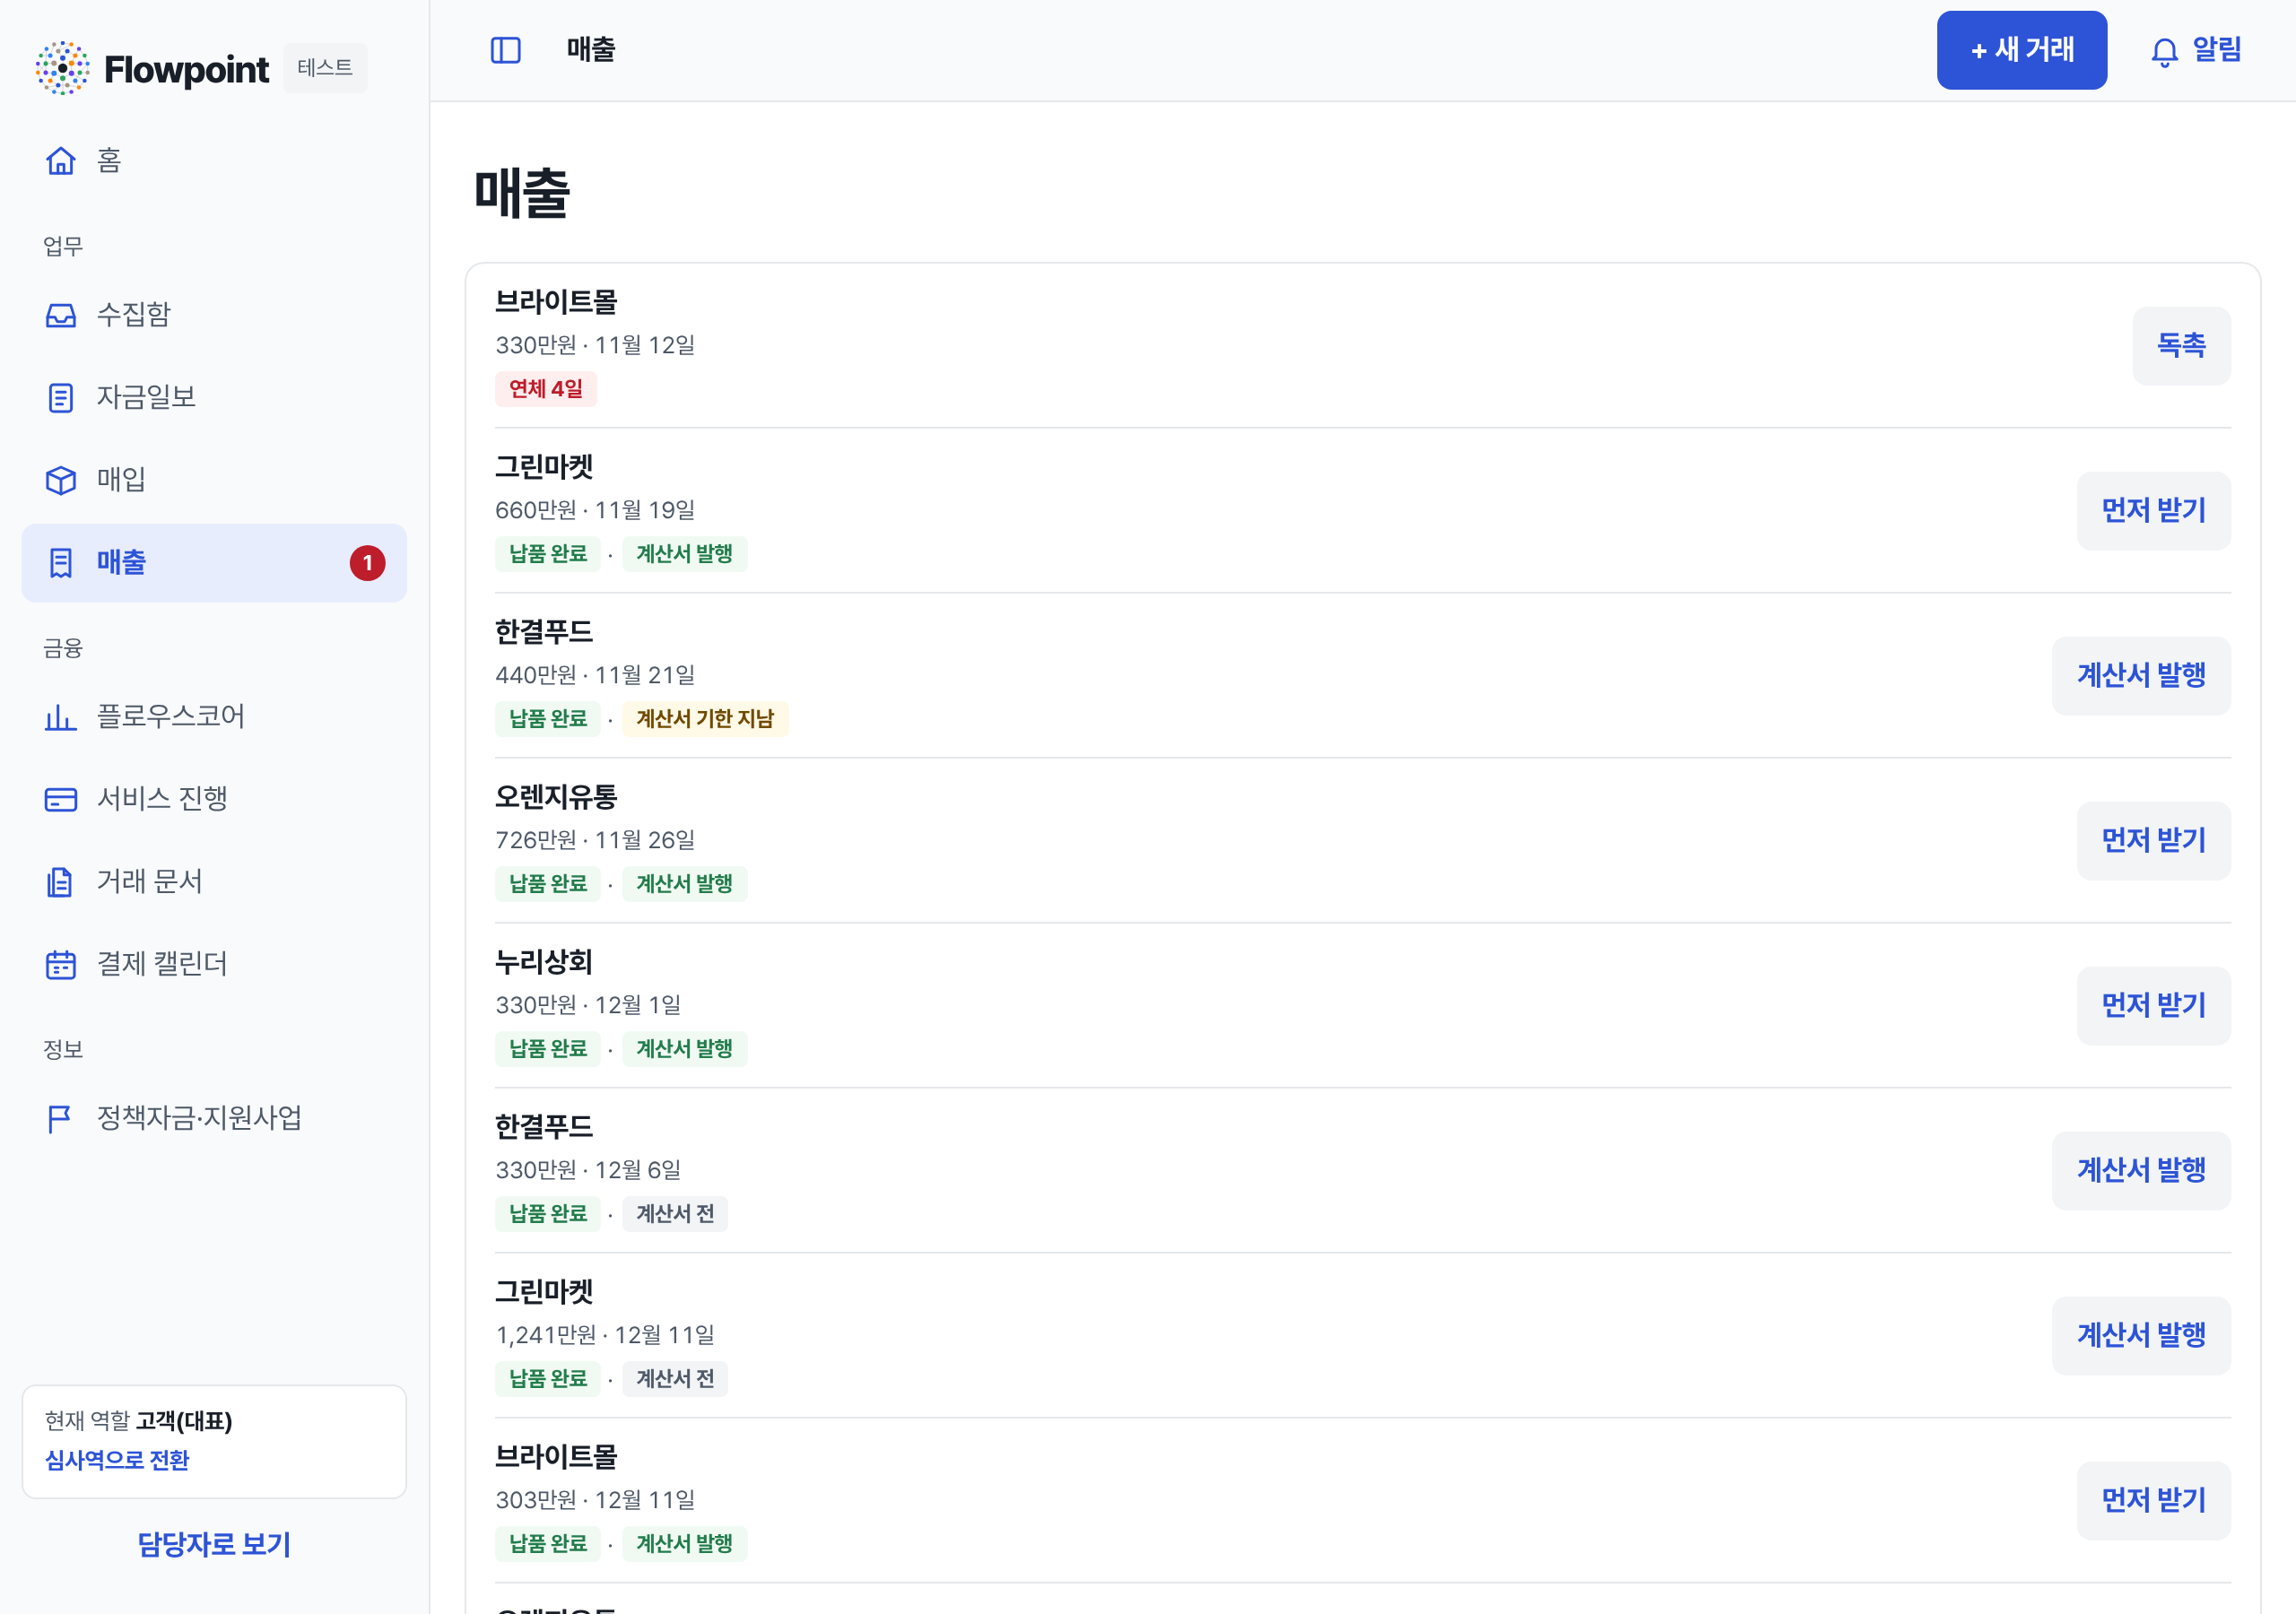 Flowpoint 테스트
홈
업무
수집함
자금일보
매입
매출 1
금융
플로우스코어
서비스 진행
거래 문서
결제 캘린더
정보
정책자금·지원사업
현재 역할 고객(대표)
심사역으로 전환
담당자로 보기
매출
+ 새 거래
알림
매출
브라이트몰
330만원 · 11월 12일
연체 4일
독촉
그린마켓
660만원 · 11월 19일
납품 완료 · 계산서 발행
먼저 받기
한결푸드
440만원 · 11월 21일
납품 완료 · 계산서 기한 지남
계산서 발행
오렌지유통
726만원 · 11월 26일
납품 완료 · 계산서 발행
먼저 받기
누리상회
330만원 · 12월 1일
납품 완료 · 계산서 발행
먼저 받기
한결푸드
330만원 · 12월 6일
납품 완료 · 계산서 전
계산서 발행
그린마켓
1,241만원 · 12월 11일
납품 완료 · 계산서 전
계산서 발행
브라이트몰
303만원 · 12월 11일
납품 완료 · 계산서 발행
먼저 받기